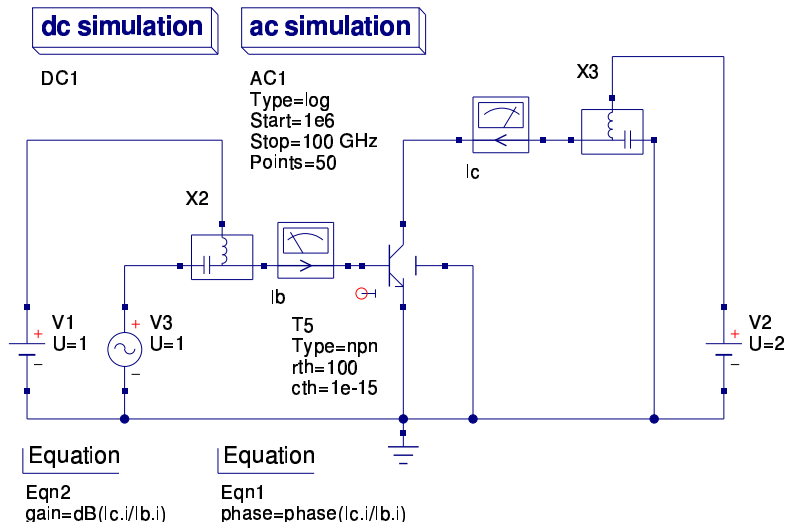 dc simulation
DC1
ac simulation
AC1
Type=log
Start=1e6
Stop=100 GHz
Points=50
X3
Ic
X2
Ib
V1
U=1
V3
U=1
T5
Type=npn
rth=100
cth=1e-15
V2
U=2
Equation
Eqn2
gain=dB(Ic.i/Ib.i)
Equation
Eqn1
phase=phase(Ic.i/Ib.i)